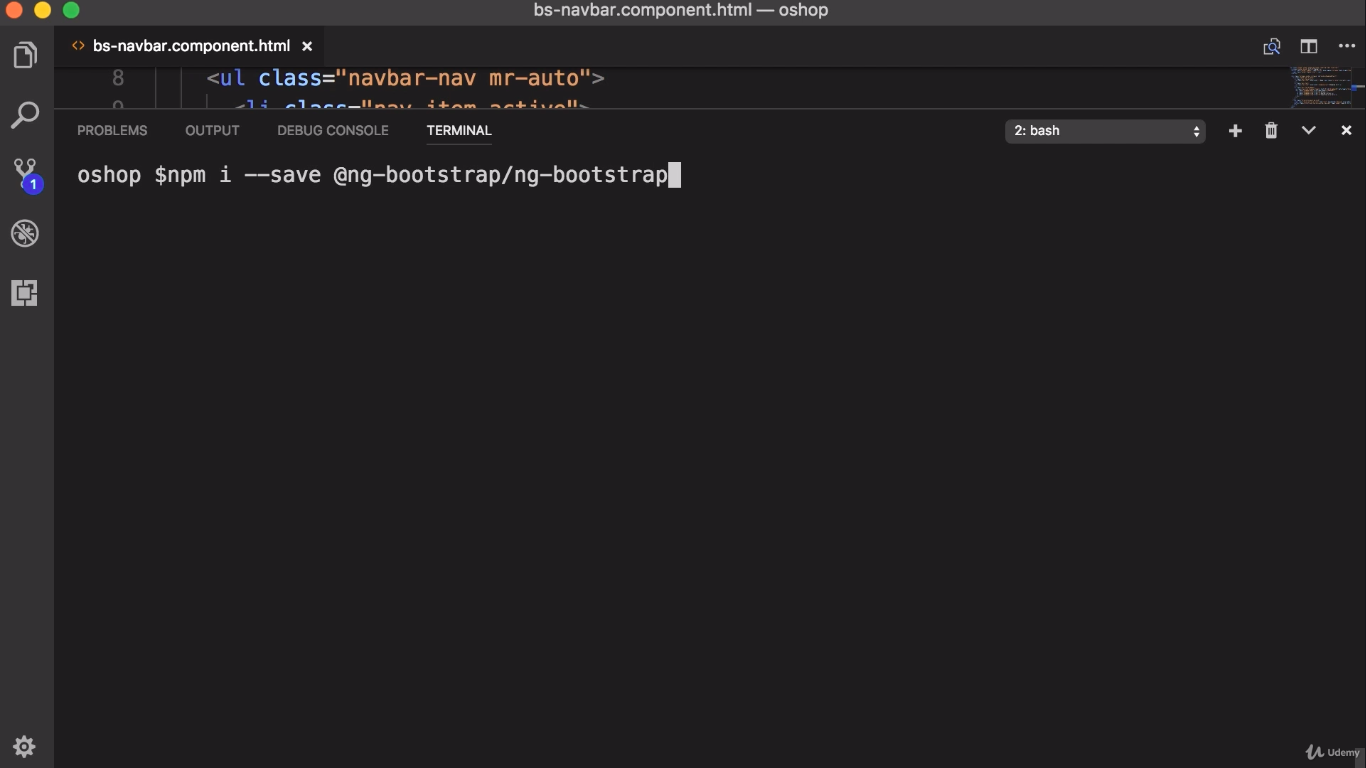 bs-navbar.component.html — oshop
<> bs-navbar.component.html ×
8 <ul class="navbar-nav mr-auto">
9 <li class="nav-item active">
PROBLEMS OUTPUT DEBUG CONSOLE TERMINAL 2: bash
oshop $npm i --save @ng-bootstrap/ng-bootstrap
1
Udemy